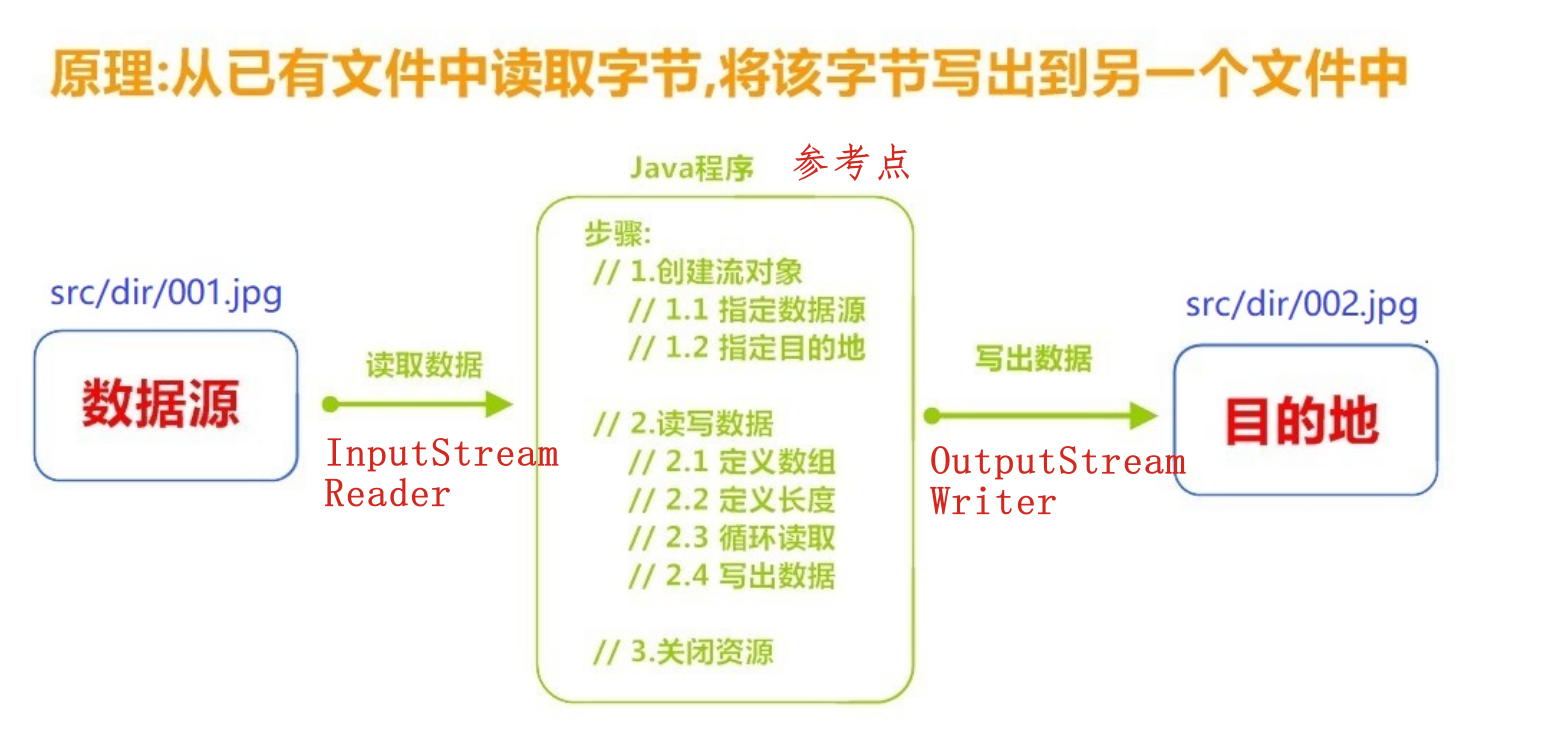 原理:从已有文件中读取字节,将该字节写出到另一个文件中
Java程序 参考点
src/dir/001.jpg
数据源
读取数据
InputStream
Reader
步骤:
// 1.创建流对象
// 1.1 指定数据源
// 1.2 指定目的地
// 2.读写数据
// 2.1 定义数组
// 2.2 定义长度
// 2.3 循环读取
// 2.4 写出数据
// 3.关闭资源
写出数据
OutputStream
Writer
src/dir/002.jpg
目的地